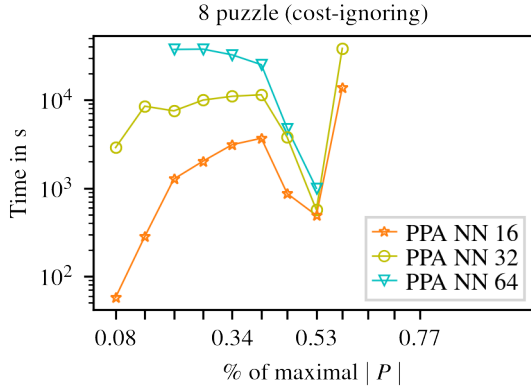 8 puzzle (cost-ignoring)
Time in s
10^4
10^3
10^2
PPA NN 16
PPA NN 32
PPA NN 64
0.08 0.34 0.53 0.77
% of maximal | P |